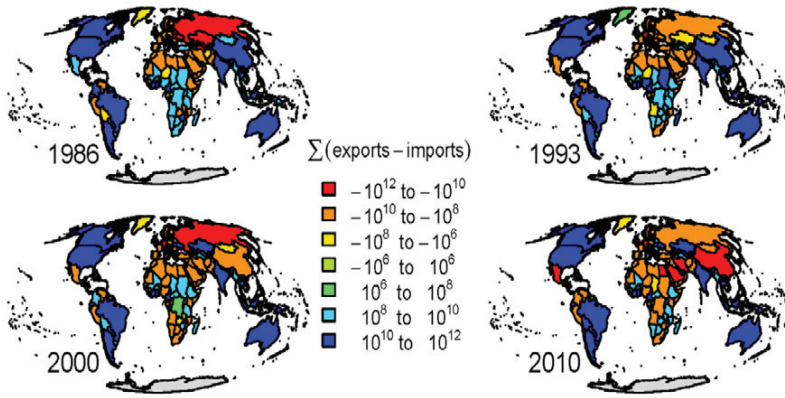 1986
1993
∑(exports – imports)
−10¹² to −10¹⁰
−10¹⁰ to −10⁸
−10⁸ to −10⁶
−10⁶ to 10⁶
10⁶ to 10⁸
10⁸ to 10¹⁰
10¹⁰ to 10¹²
2000
2010